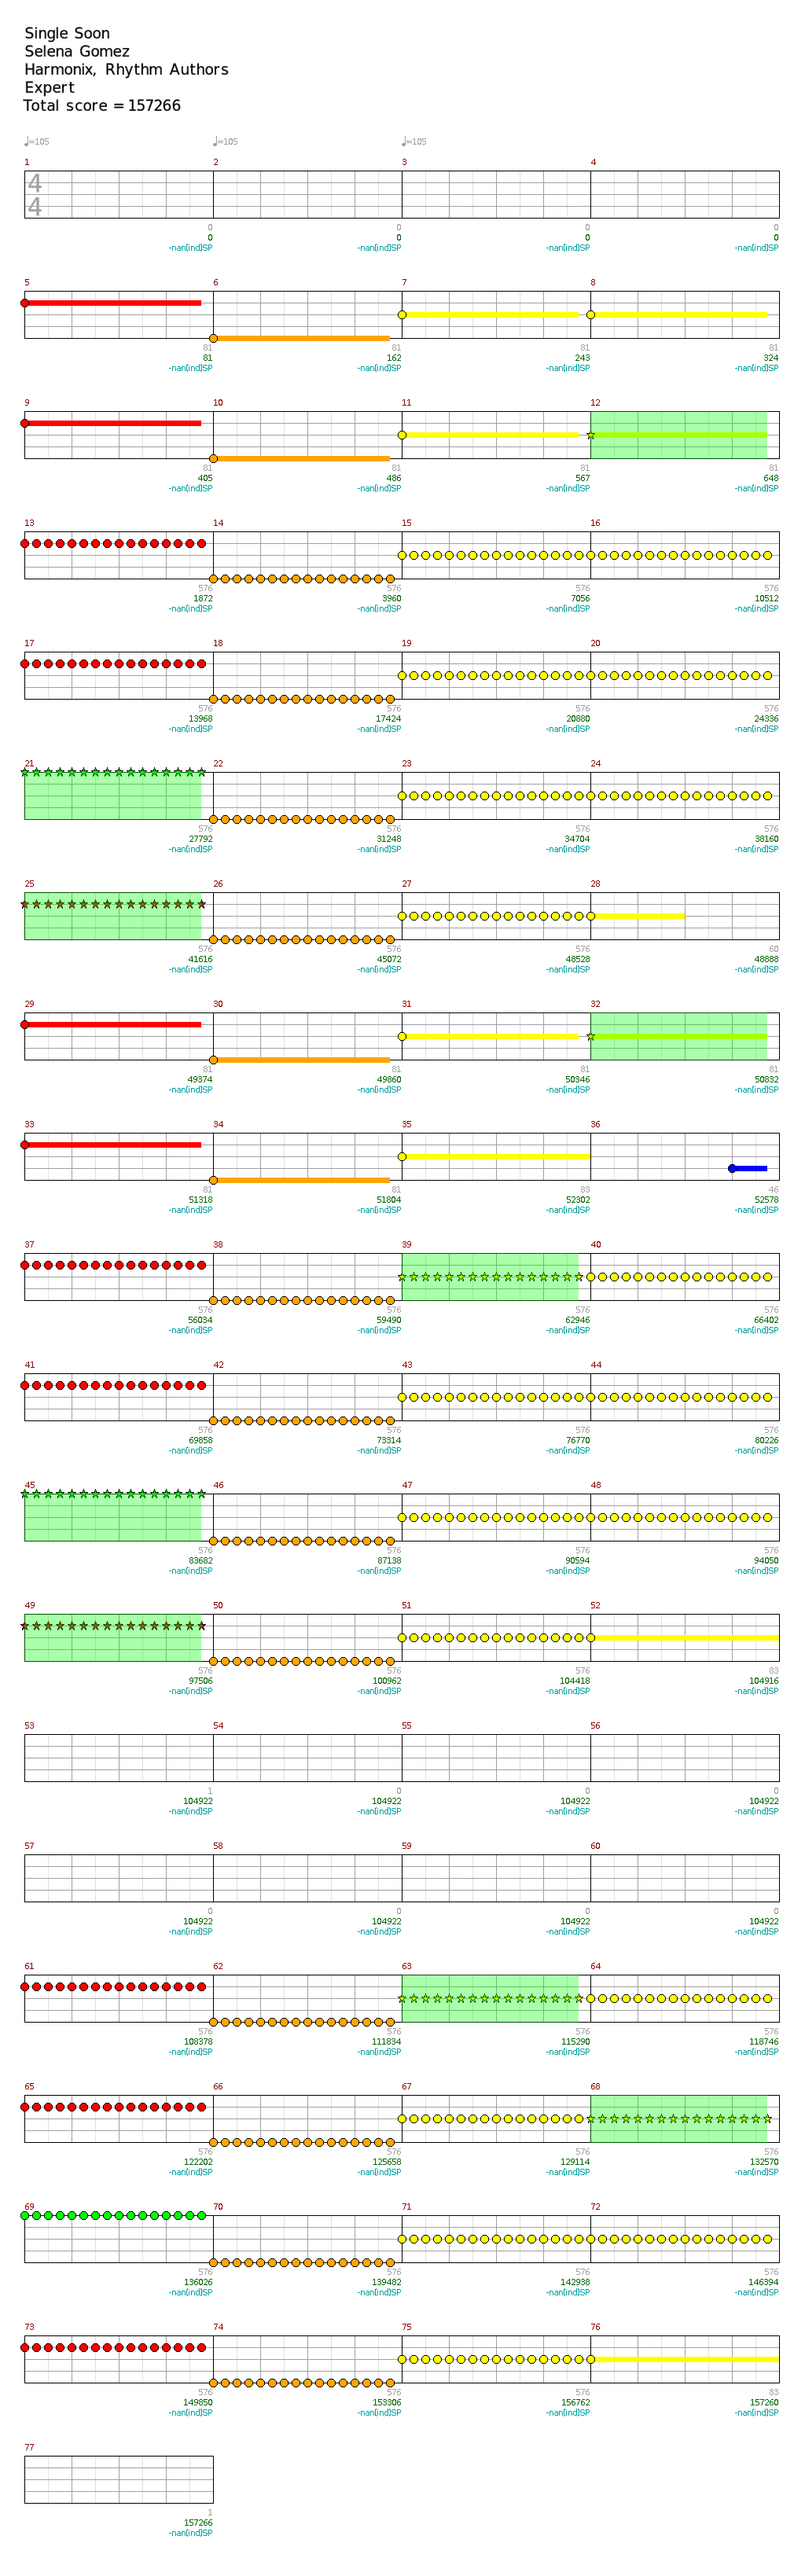 Single Soon
Selena Gomez
Harmonix, Rhythm Authors
Expert
Total score = 157266
♩=105 ♩=105 ♩=105
1 2 3 4
4
4
0 0 0 0
0 0 0 0
-nan(ind)SP -nan(ind)SP -nan(ind)SP -nan(ind)SP
5 6 7 8
81 81 81 81
81 162 243 324
-nan(ind)SP -nan(ind)SP -nan(ind)SP -nan(ind)SP
9 10 11 12
81 81 81 81
405 486 567 648
-nan(ind)SP -nan(ind)SP -nan(ind)SP -nan(ind)SP
13 14 15 16
576 576 576 576
1872 3960 7056 10512
-nan(ind)SP -nan(ind)SP -nan(ind)SP -nan(ind)SP
17 18 19 20
576 576 576 576
13968 17424 20880 24336
-nan(ind)SP -nan(ind)SP -nan(ind)SP -nan(ind)SP
21 22 23 24
576 576 576 576
27792 31248 34704 38160
-nan(ind)SP -nan(ind)SP -nan(ind)SP -nan(ind)SP
25 26 27 28
576 576 576 60
41616 45072 48528 48888
-nan(ind)SP -nan(ind)SP -nan(ind)SP -nan(ind)SP
29 30 31 32
81 81 81 81
49374 49860 50346 50832
-nan(ind)SP -nan(ind)SP -nan(ind)SP -nan(ind)SP
33 34 35 36
81 81 83 46
51318 51804 52302 52578
-nan(ind)SP -nan(ind)SP -nan(ind)SP -nan(ind)SP
37 38 39 40
576 576 576 576
56034 59490 62946 66402
-nan(ind)SP -nan(ind)SP -nan(ind)SP -nan(ind)SP
41 42 43 44
576 576 576 576
69858 73314 76770 80226
-nan(ind)SP -nan(ind)SP -nan(ind)SP -nan(ind)SP
45 46 47 48
576 576 576 576
83682 87138 90594 94050
-nan(ind)SP -nan(ind)SP -nan(ind)SP -nan(ind)SP
49 50 51 52
576 576 576 83
97506 100962 104418 104916
-nan(ind)SP -nan(ind)SP -nan(ind)SP -nan(ind)SP
53 54 55 56
1 0 0 0
104922 104922 104922 104922
-nan(ind)SP -nan(ind)SP -nan(ind)SP -nan(ind)SP
57 58 59 60
0 0 0 0
104922 104922 104922 104922
-nan(ind)SP -nan(ind)SP -nan(ind)SP -nan(ind)SP
61 62 63 64
576 576 576 576
108378 111834 115290 118746
-nan(ind)SP -nan(ind)SP -nan(ind)SP -nan(ind)SP
65 66 67 68
576 576 576 576
122202 125658 129114 132570
-nan(ind)SP -nan(ind)SP -nan(ind)SP -nan(ind)SP
69 70 71 72
576 576 576 576
136026 139482 142938 146394
-nan(ind)SP -nan(ind)SP -nan(ind)SP -nan(ind)SP
73 74 75 76
576 576 576 83
149850 153306 156762 157260
-nan(ind)SP -nan(ind)SP -nan(ind)SP -nan(ind)SP
77
1
157266
-nan(ind)SP